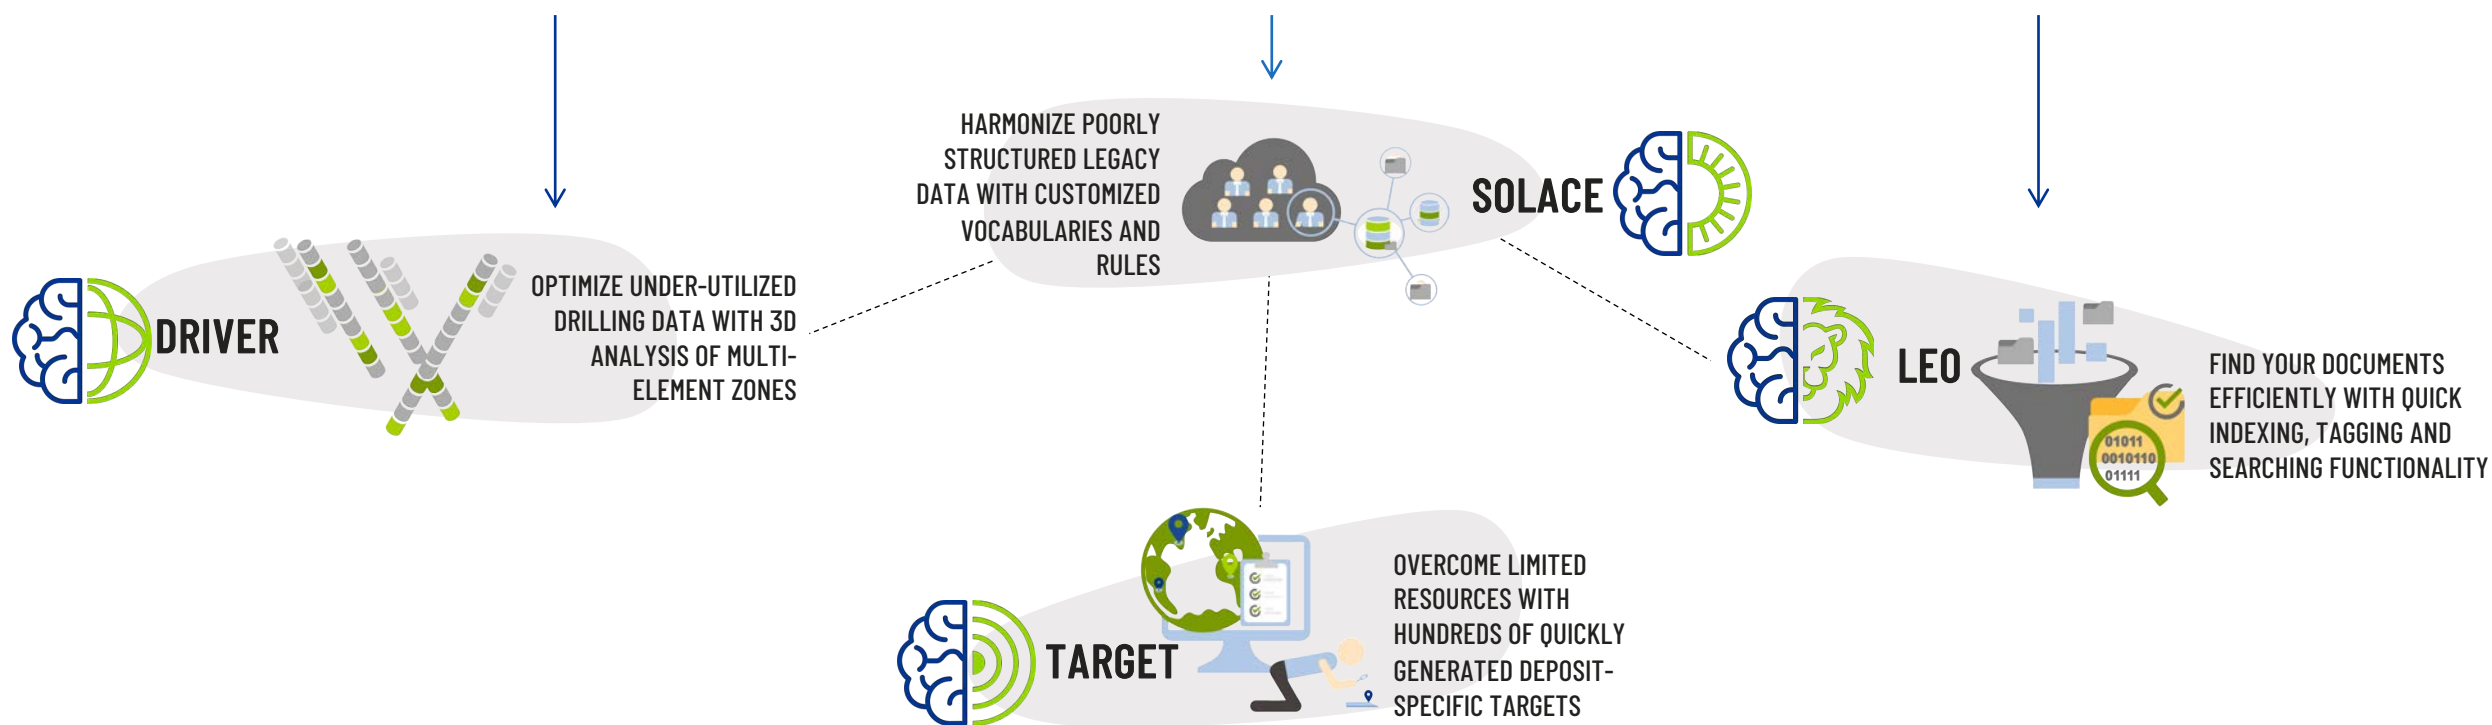 HARMONIZE POORLY
STRUCTURED LEGACY
DATA WITH CUSTOMIZED
VOCABULARIES AND
RULES
SOLACE
DRIVER
OPTIMIZE UNDER-UTILIZED
DRILLING DATA WITH 3D
ANALYSIS OF MULTI-
ELEMENT ZONES
LEO
01011
0010110
01111
FIND YOUR DOCUMENTS
EFFICIENTLY WITH QUICK
INDEXING, TAGGING AND
SEARCHING FUNCTIONALITY
TARGET
OVERCOME LIMITED
RESOURCES WITH
HUNDREDS OF QUICKLY
GENERATED DEPOSIT-
SPECIFIC TARGETS